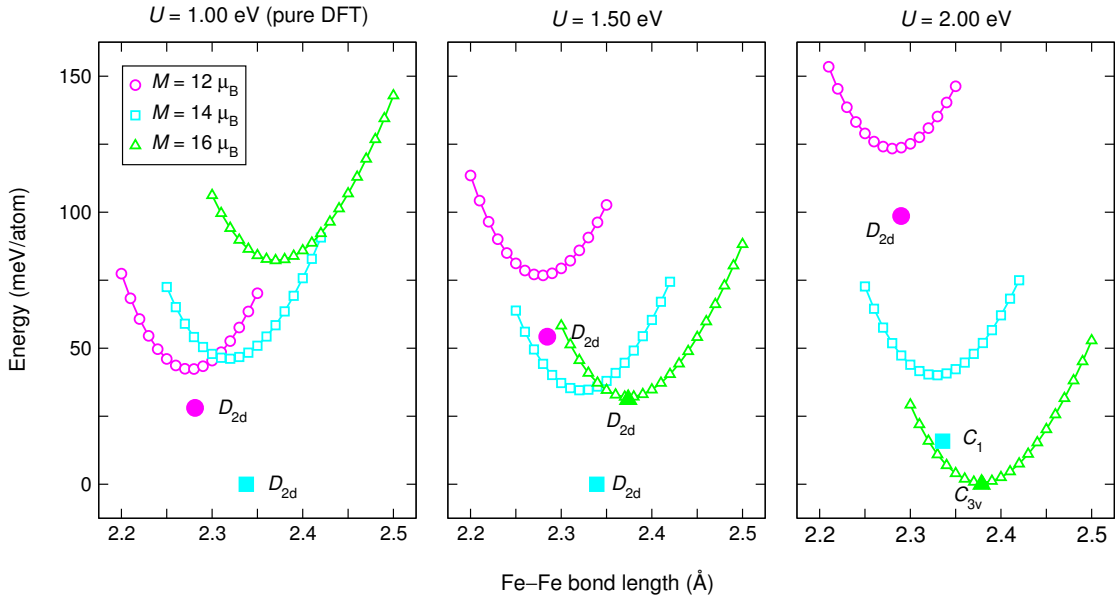 U = 1.00 eV (pure DFT)
U = 1.50 eV
U = 2.00 eV
Energy (meV/atom)
150
100
50
0
M = 12 μB
M = 14 μB
M = 16 μB
D2d
D2d
D2d
D2d
D2d
D2d
C1
C3v
2.2 2.3 2.4 2.5
2.2 2.3 2.4 2.5
2.2 2.3 2.4 2.5
Fe–Fe bond length (Å)